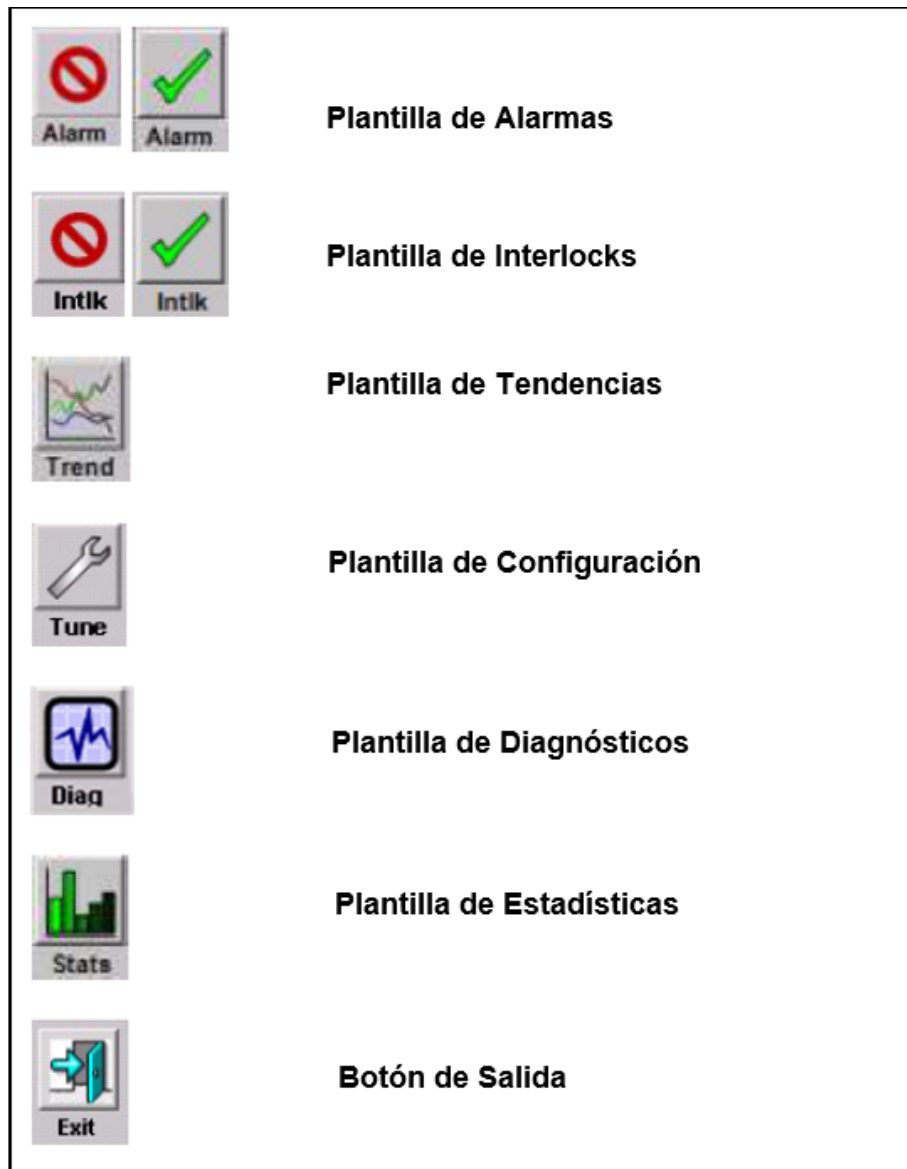 Alarm Alarm
Plantilla de Alarmas
Intlk Intlk
Plantilla de Interlocks
Plantilla de Tendencias
Trend
Plantilla de Configuración
Tune
Plantilla de Diagnósticos
Diag
Plantilla de Estadísticas
Stats
Botón de Salida
Exit